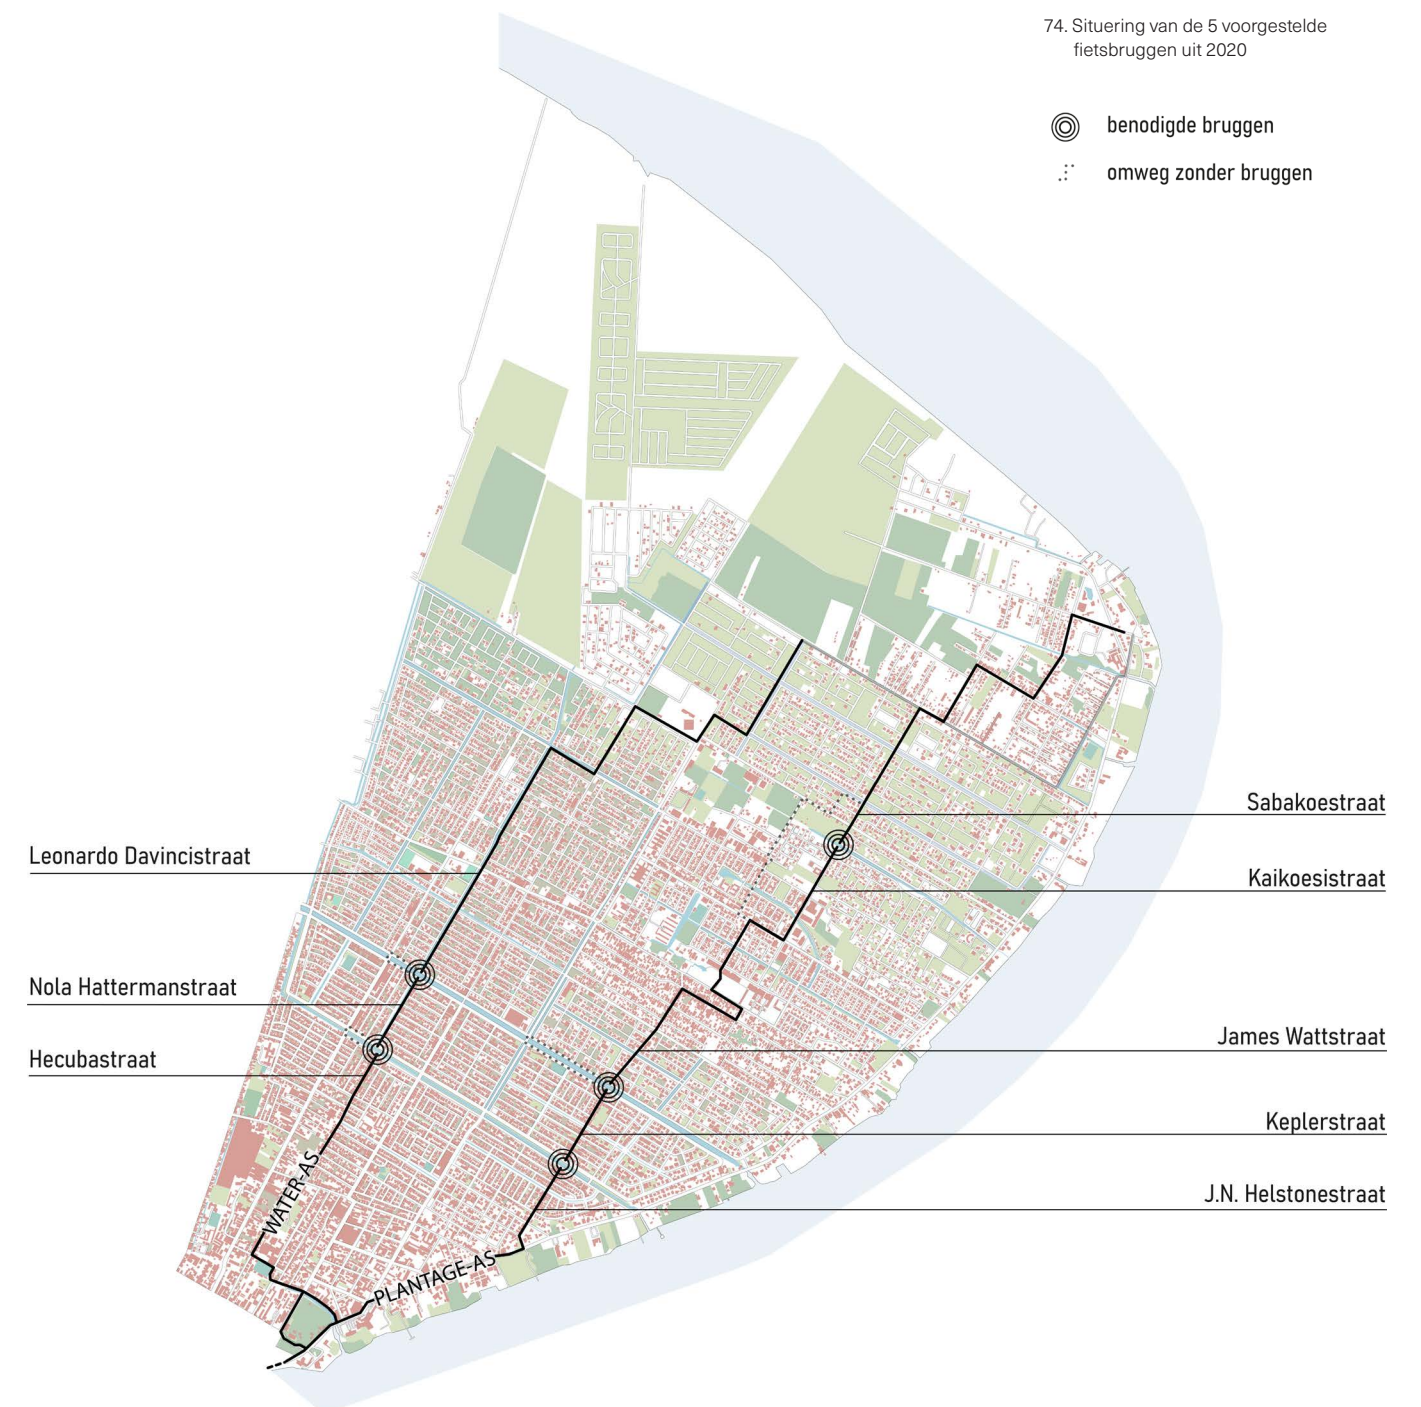 74. Situering van de 5 voorgestelde
fietsbruggen uit 2020
benodigde bruggen
omweg zonder bruggen
Sabakoestraat
Leonardo Davincistraat
Kaikoesistraat
Nola Hattermanstraat
James Wattstraat
Hecubastraat
Keplerstraat
J.N. Helstonestraat
WATER-AS
PLANTAGE-AS